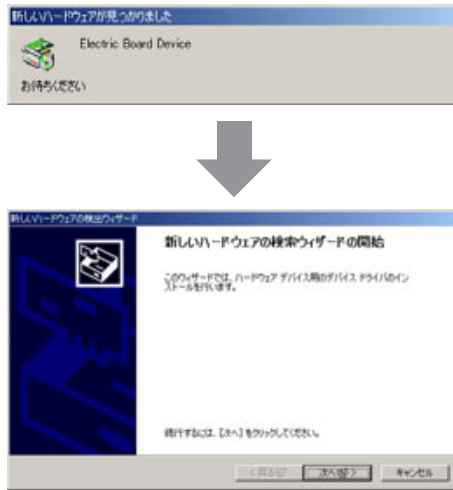 新しいハードウェアが見つかりました
Electric Board Device
お待ちください
新しいハードウェアの検出ウィザード
新しいハードウェアの検索ウィザードの開始
このウィザードでは、ハードウェア デバイス用のデバイス ドライバのイン
ストールを行います。
続行するには、[次へ] をクリックしてください。
< 戻る(B) 次へ(N) > キャンセル